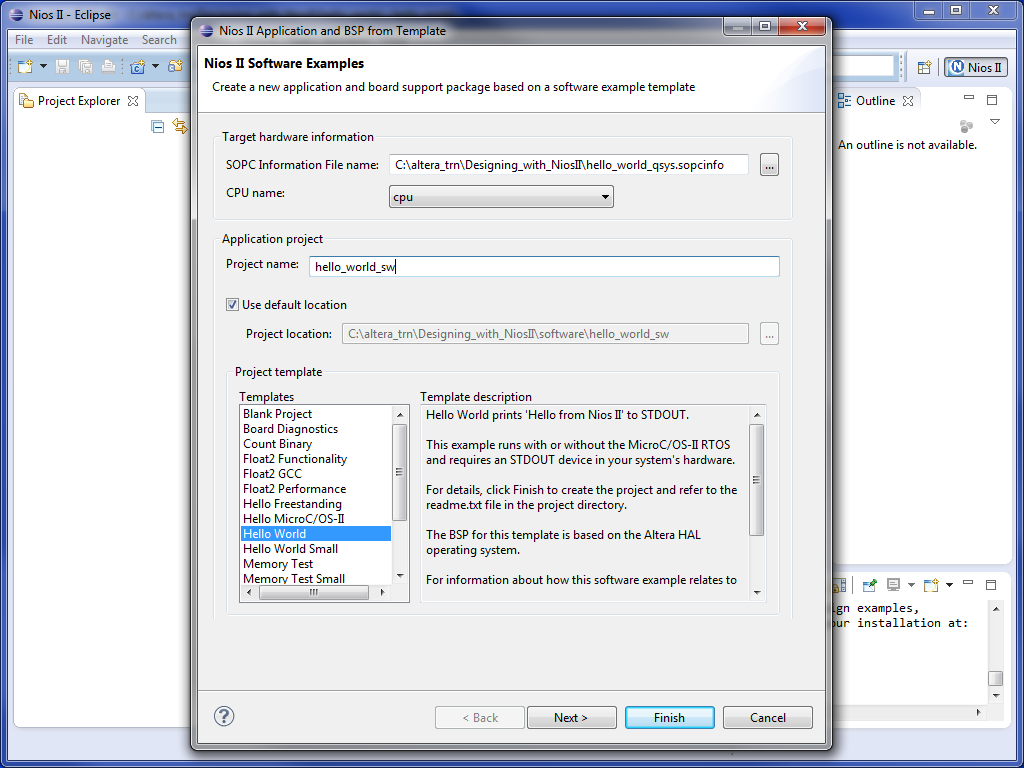 Nios II - Eclipse
File Edit Navigate Search
Nios II
Project Explorer
Outline
An outline is not available.
ign examples,
our installation at:
Nios II Application and BSP from Template
Nios II Software Examples
Create a new application and board support package based on a software example template
Target hardware information
SOPC Information File name: C:\altera_trn\Designing_with_NiosII\hello_world_qsys.sopcinfo ...
CPU name: cpu
Application project
Project name: hello_world_sw
Use default location
Project location: C:\altera_trn\Designing_with_NiosII\software\hello_world_sw ...
Project template
Templates
Blank Project
Board Diagnostics
Count Binary
Float2 Functionality
Float2 GCC
Float2 Performance
Hello Freestanding
Hello MicroC/OS-II
Hello World
Hello World Small
Memory Test
Memory Test Small
Template description
Hello World prints 'Hello from Nios II' to STDOUT.
This example runs with or without the MicroC/OS-II RTOS
and requires an STDOUT device in your system's hardware.
For details, click Finish to create the project and refer to the
readme.txt file in the project directory.
The BSP for this template is based on the Altera HAL
operating system.
For information about how this software example relates to
? < Back Next > Finish Cancel